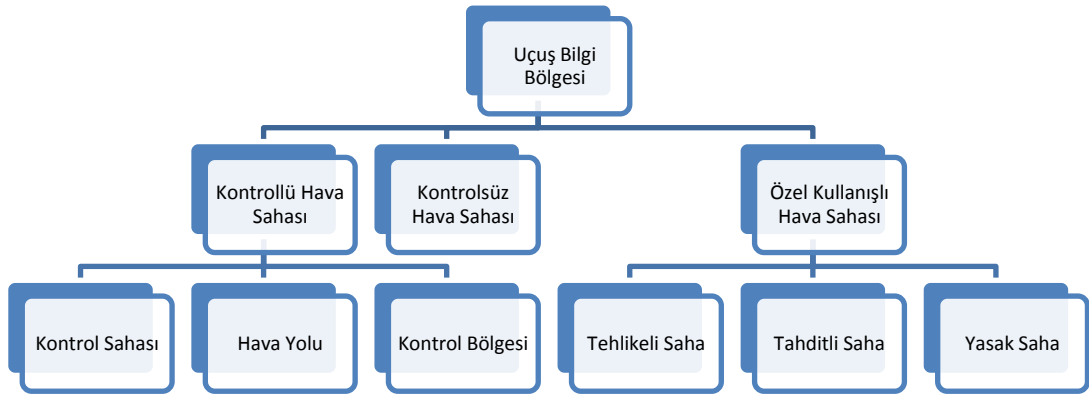 Uçuş Bilgi
Bölgesi
Kontrollü Hava
Sahası
Kontrolsüz
Hava Sahası
Özel Kullanışlı
Hava Sahası
Kontrol Sahası
Hava Yolu
Kontrol Bölgesi
Tehlikeli Saha
Tahditli Saha
Yasak Saha